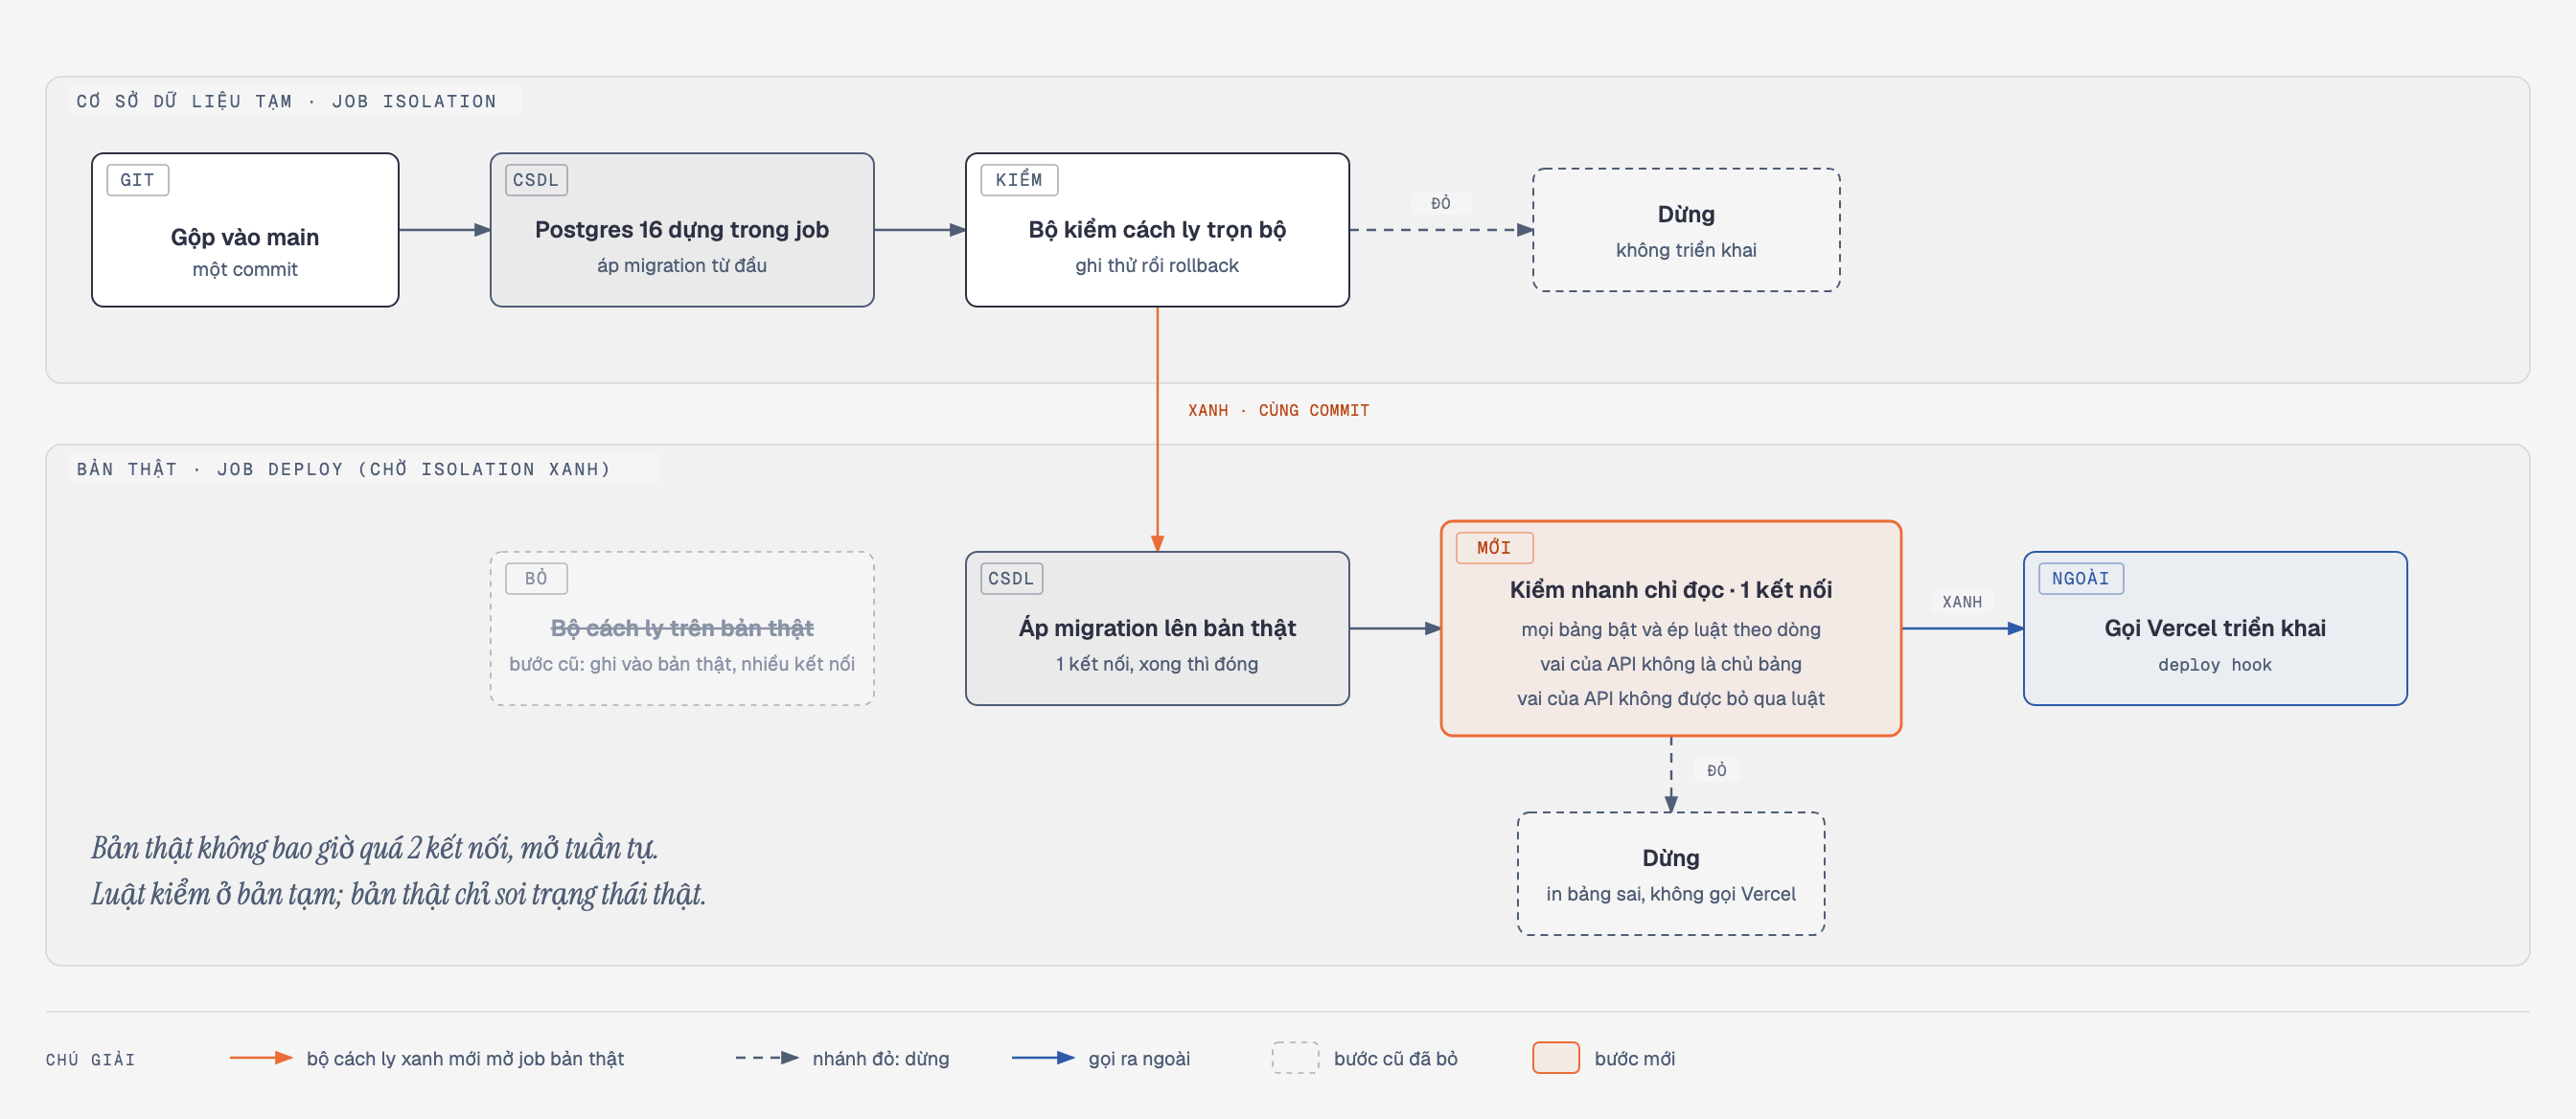 CƠ SỞ DỮ LIỆU TẠM · JOB ISOLATION
GIT
Gộp vào main
một commit
CSDL
Postgres 16 dựng trong job
áp migration từ đầu
KIỂM
Bộ kiểm cách ly trọn bộ
ghi thử rồi rollback
ĐỎ
Dừng
không triển khai
XANH · CÙNG COMMIT
BẢN THẬT · JOB DEPLOY (CHỜ ISOLATION XANH)
BỎ
Bộ cách ly trên bản thật
bước cũ: ghi vào bản thật, nhiều kết nối
CSDL
Áp migration lên bản thật
1 kết nối, xong thì đóng
MỚI
Kiểm nhanh chỉ đọc · 1 kết nối
mọi bảng bật và ép luật theo dòng
vai của API không là chủ bảng
vai của API không được bỏ qua luật
XANH
NGOÀI
Gọi Vercel triển khai
deploy hook
ĐỎ
Dừng
in bảng sai, không gọi Vercel
Bản thật không bao giờ quá 2 kết nối, mở tuần tự.
Luật kiểm ở bản tạm; bản thật chỉ soi trạng thái thật.
CHÚ GIẢI
bộ cách ly xanh mới mở job bản thật
nhánh đỏ: dừng
gọi ra ngoài
bước cũ đã bỏ
bước mới